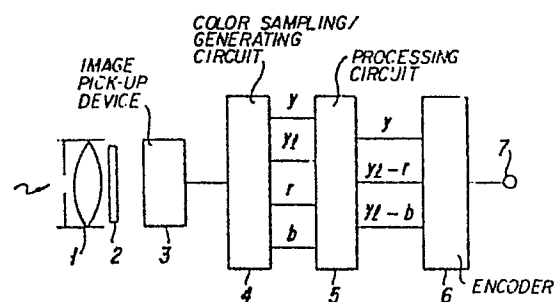 COLOR SAMPLING/
GENERATING
CIRCUIT
IMAGE
PICK-UP
DEVICE
PROCESSING
CIRCUIT
y
yl
r
b
y
yl-r
yl-b
7
1
2
3
4
5
6
ENCODER